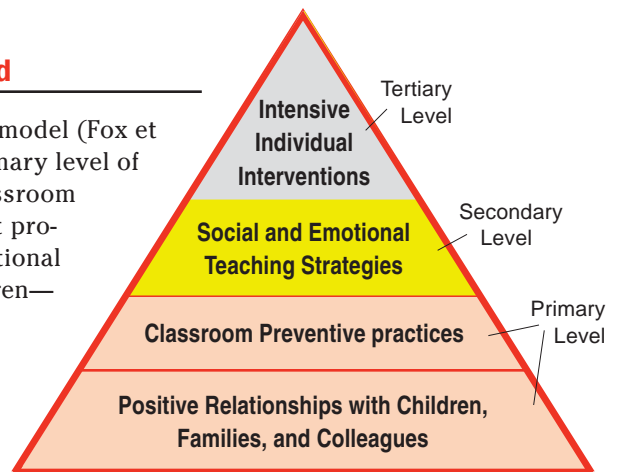 d
model (Fox et
mary level of
ssroom
t pro-
tional
ren—
Intensive
Individual
Interventions
Tertiary
Level
Social and Emotional
Teaching Strategies
Secondary
Level
Classroom Preventive practices
Primary
Level
Positive Relationships with Children,
Families, and Colleagues